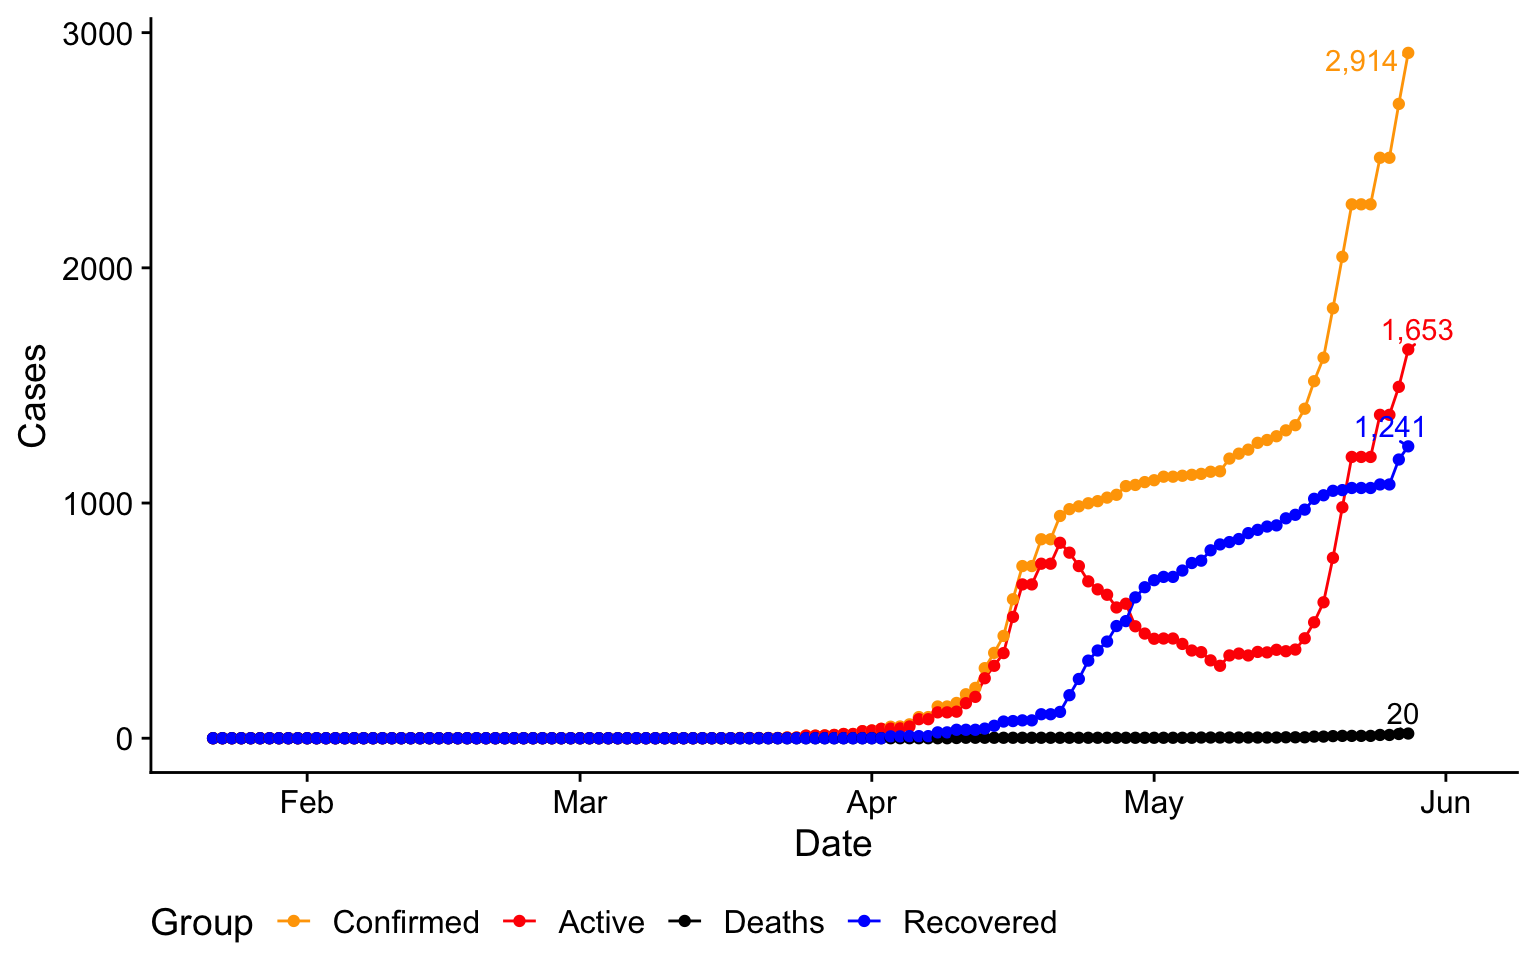 3000
2,914
2000
1,653
1,241
1000
20
0
Cases
Feb Mar Apr May Jun
Date
Group Confirmed Active Deaths Recovered